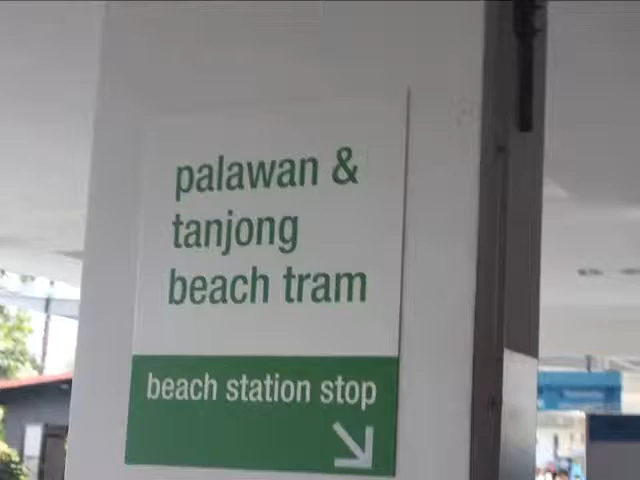 palawan &
tanjong
beach tram
beach station stop